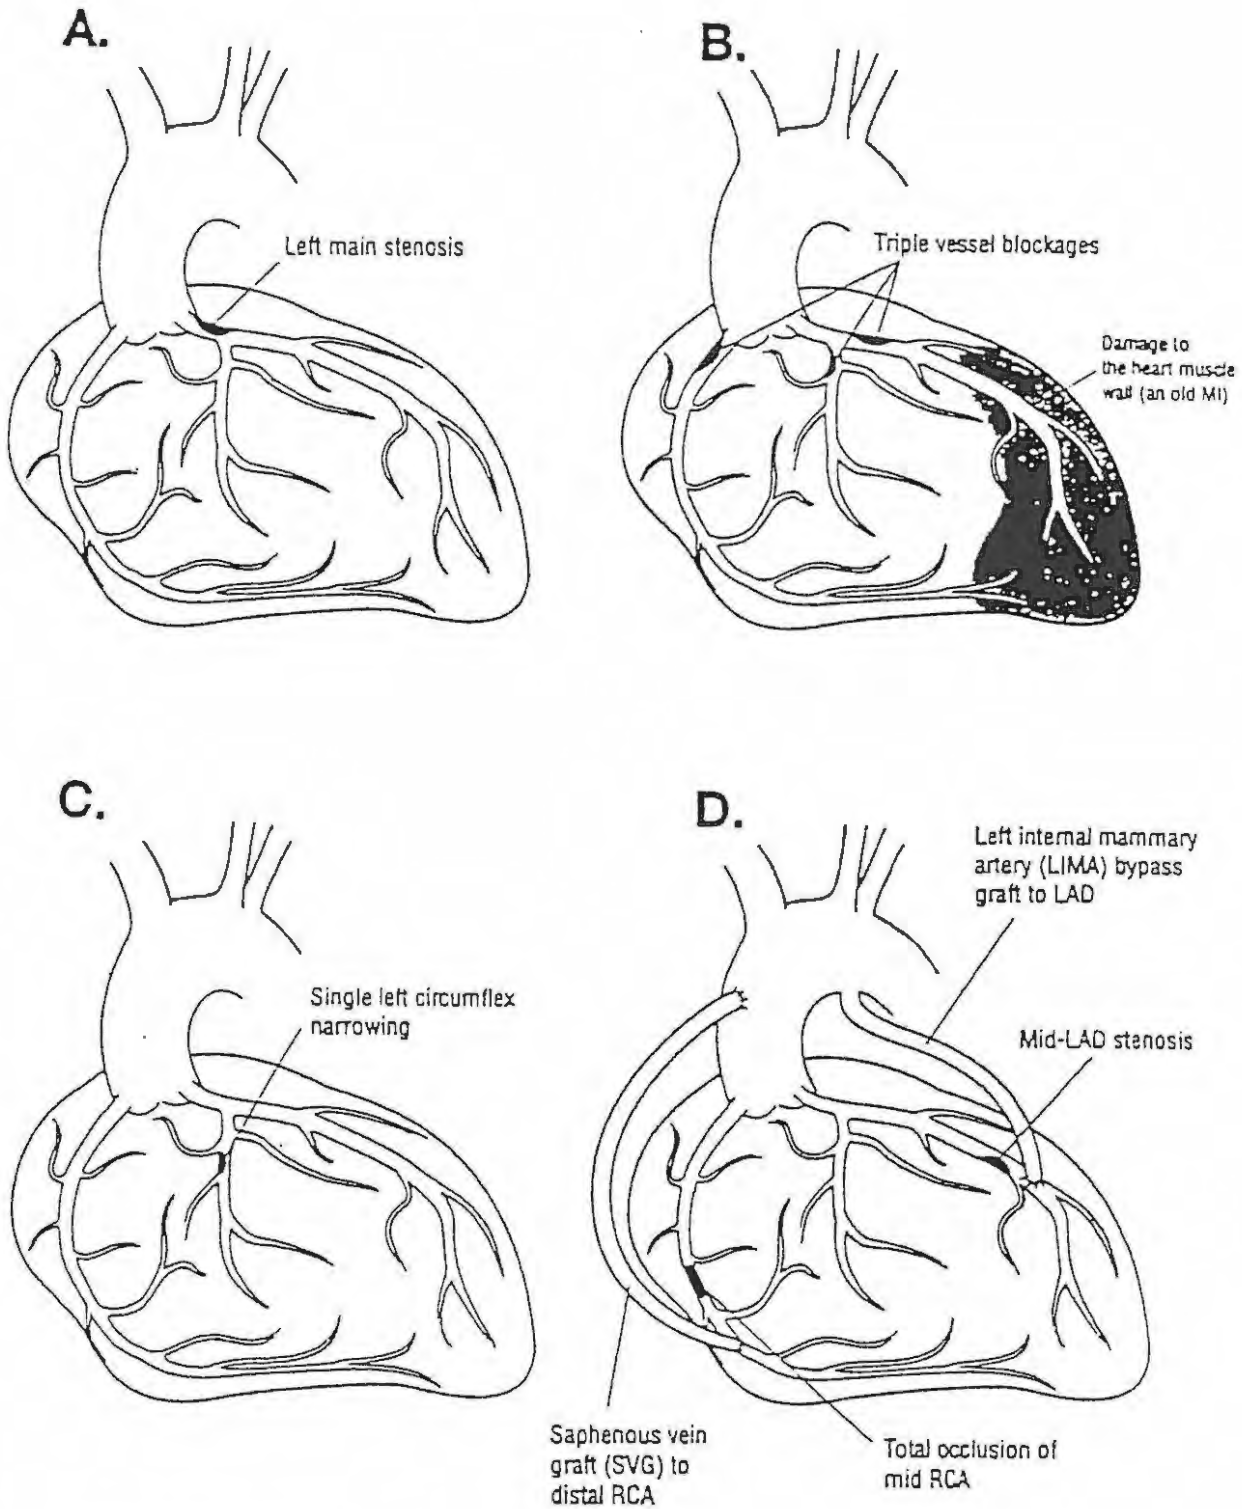 A.
Left main stenosis
B.
Triple vessel blockages
Damage to
the heart muscle
wall (an old MI)
C.
Single left circumflex
narrowing
D.
Left internal mammary
artery (LIMA) bypass
graft to LAD
Mid-LAD stenosis
Saphenous vein
graft (SVG) to
distal RCA
Total occlusion of
mid RCA